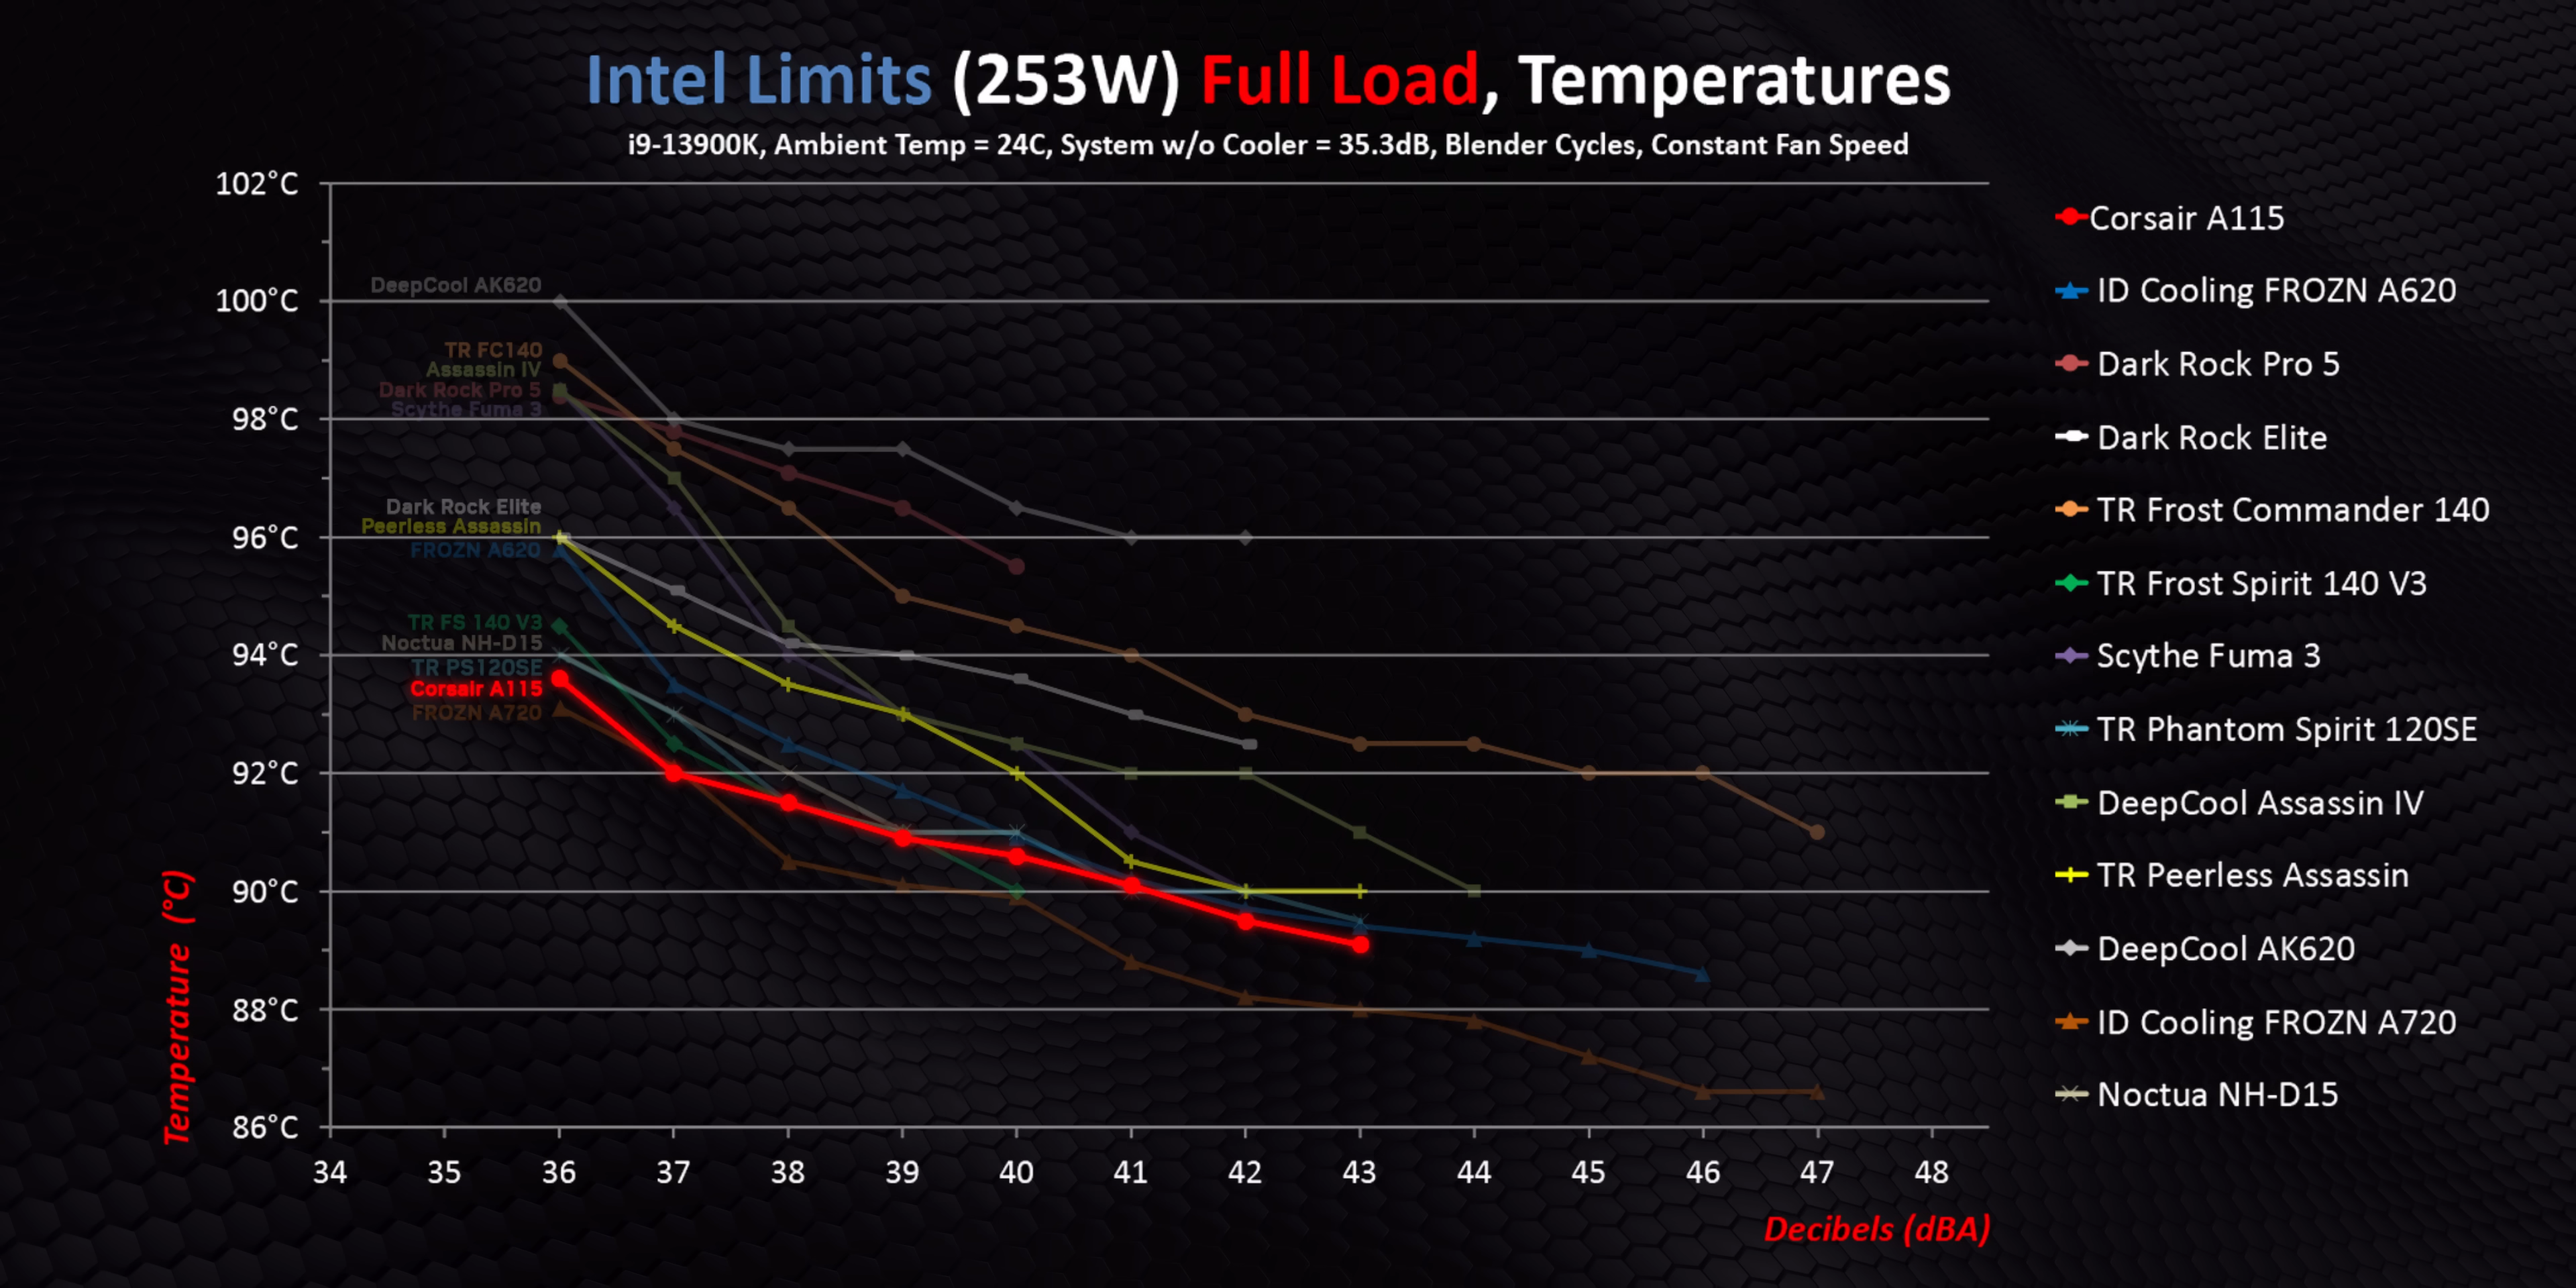 Intel Limits (253W) Full Load, Temperatures
i9-13900K, Ambient Temp = 24C, System w/o Cooler = 35.3dB, Blender Cycles, Constant Fan Speed
102°C
100°C
98°C
96°C
94°C
92°C
90°C
88°C
86°C
Temperature (°C)
DeepCool AK620
TR FC140
Assassin IV
Dark Rock Pro 5
Scythe Fuma 3
Dark Rock Elite
Peerless Assassin
FROZN A620
TR FS 140 V3
Noctua NH-D15
TR PS120SE
Corsair A115
FROZN A720
34 35 36 37 38 39 40 41 42 43 44 45 46 47 48
Decibels (dBA)
Corsair A115
ID Cooling FROZN A620
Dark Rock Pro 5
Dark Rock Elite
TR Frost Commander 140
TR Frost Spirit 140 V3
Scythe Fuma 3
TR Phantom Spirit 120SE
DeepCool Assassin IV
TR Peerless Assassin
DeepCool AK620
ID Cooling FROZN A720
Noctua NH-D15